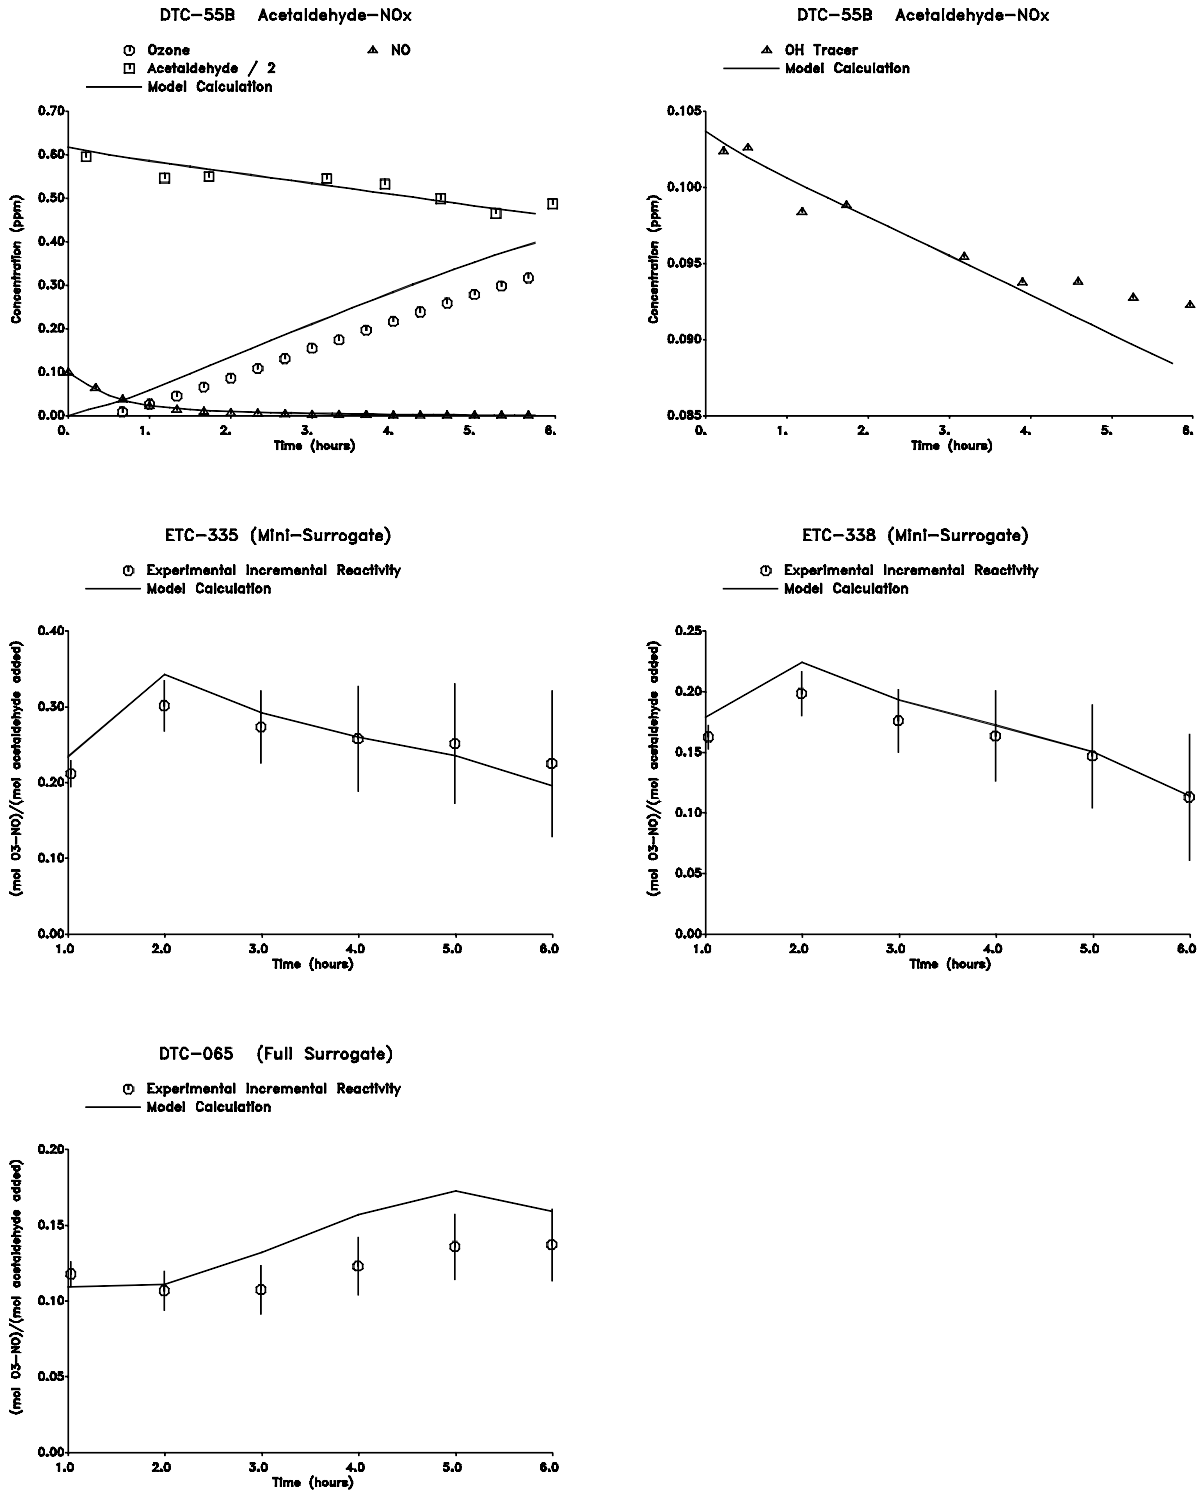 DTC-55B Acetaldehyde-NOx
Ozone
NO
Acetaldehyde / 2
Model Calculation
Concentration (ppm)
0.70
0.60
0.50
0.40
0.30
0.20
0.10
0.00
0. 1. 2. 3. 4. 5. 6.
Time (hours)
DTC-55B Acetaldehyde-NOx
OH Tracer
Model Calculation
Concentration (ppm)
0.105
0.100
0.095
0.090
0.085
0. 1. 2. 3. 4. 5. 6.
Time (hours)
ETC-335 (Mini-Surrogate)
Experimental Incremental Reactivity
Model Calculation
(mol O3-NO)/(mol acetaldehyde added)
0.40
0.30
0.20
0.10
0.00
1.0 2.0 3.0 4.0 5.0 6.0
Time (hours)
ETC-338 (Mini-Surrogate)
Experimental Incremental Reactivity
Model Calculation
(mol O3-NO)/(mol acetaldehyde added)
0.25
0.20
0.15
0.10
0.05
0.00
1.0 2.0 3.0 4.0 5.0 6.0
Time (hours)
DTC-065 (Full Surrogate)
Experimental Incremental Reactivity
Model Calculation
(mol O3-NO)/(mol acetaldehyde added)
0.20
0.15
0.10
0.05
0.00
1.0 2.0 3.0 4.0 5.0 6.0
Time (hours)